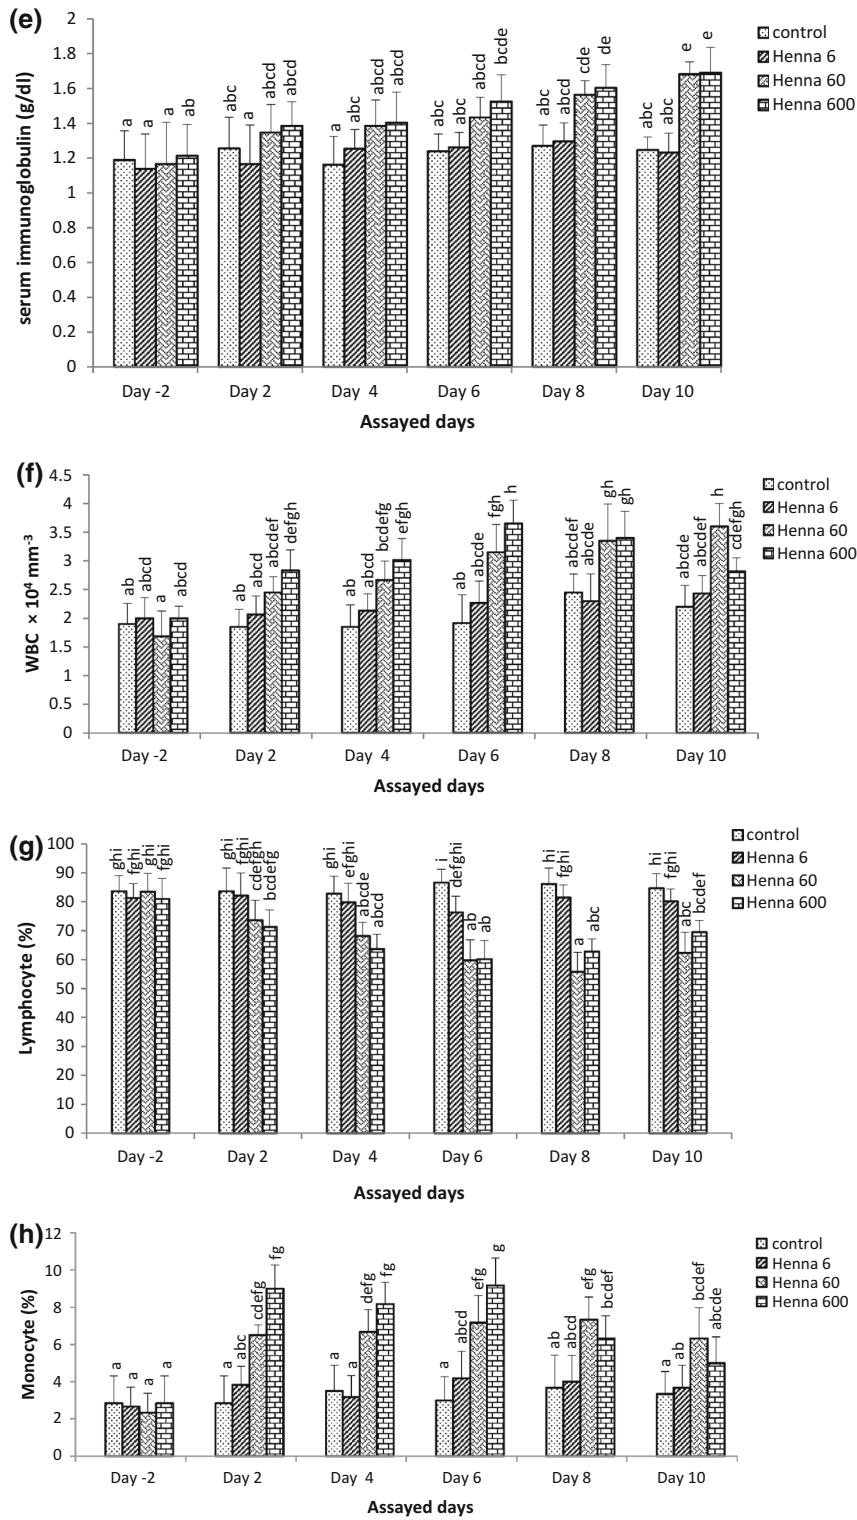 (e)
serum immunoglobulin (g/dl)
2
1.8
1.6
1.4
1.2
1
0.8
0.6
0.4
0.2
0
a a a ab
abc a abcd abcd
a abc abcd abcd
abc abc abcd bcde
abc abc cde de
abc abc e e
Day -2 Day 2 Day 4 Day 6 Day 8 Day 10
Assayed days
control
Henna 6
Henna 60
Henna 600
(f)
WBC × 10⁴ mm⁻³
4.5
4
3.5
3
2.5
2
1.5
1
0.5
0
ab abcd a abcd
ab abcd abcdef defgh
ab abcd bcdefg efgh
ab abcde fgh h
abcdef abcde gh gh
abcde abcdef h cdefgh
Day -2 Day 2 Day 4 Day 6 Day 8 Day 10
Assayed days
control
Henna 6
Henna 60
Henna 600
(g)
Lymphocyte (%)
100
90
80
70
60
50
40
30
20
10
0
ghi fghi ghi fghi
ghi fghi cdefgh bcdefg
ghi efghi abcde abcd
i defghi ab ab
hi fghi a abc
hi fghi abc bcdef
Day -2 Day 2 Day 4 Day 6 Day 8 Day 10
Assayed days
control
Henna 6
Henna 60
Henna 600
(h)
Monocyte (%)
12
10
8
6
4
2
0
a a a a
a abc cdefg fg
a a defg fg
a abcd efg g
ab abcd efg bcdef
a ab bcdef abcde
Day -2 Day 2 Day 4 Day 6 Day 8 Day 10
Assayed days
control
Henna 6
Henna 60
Henna 600